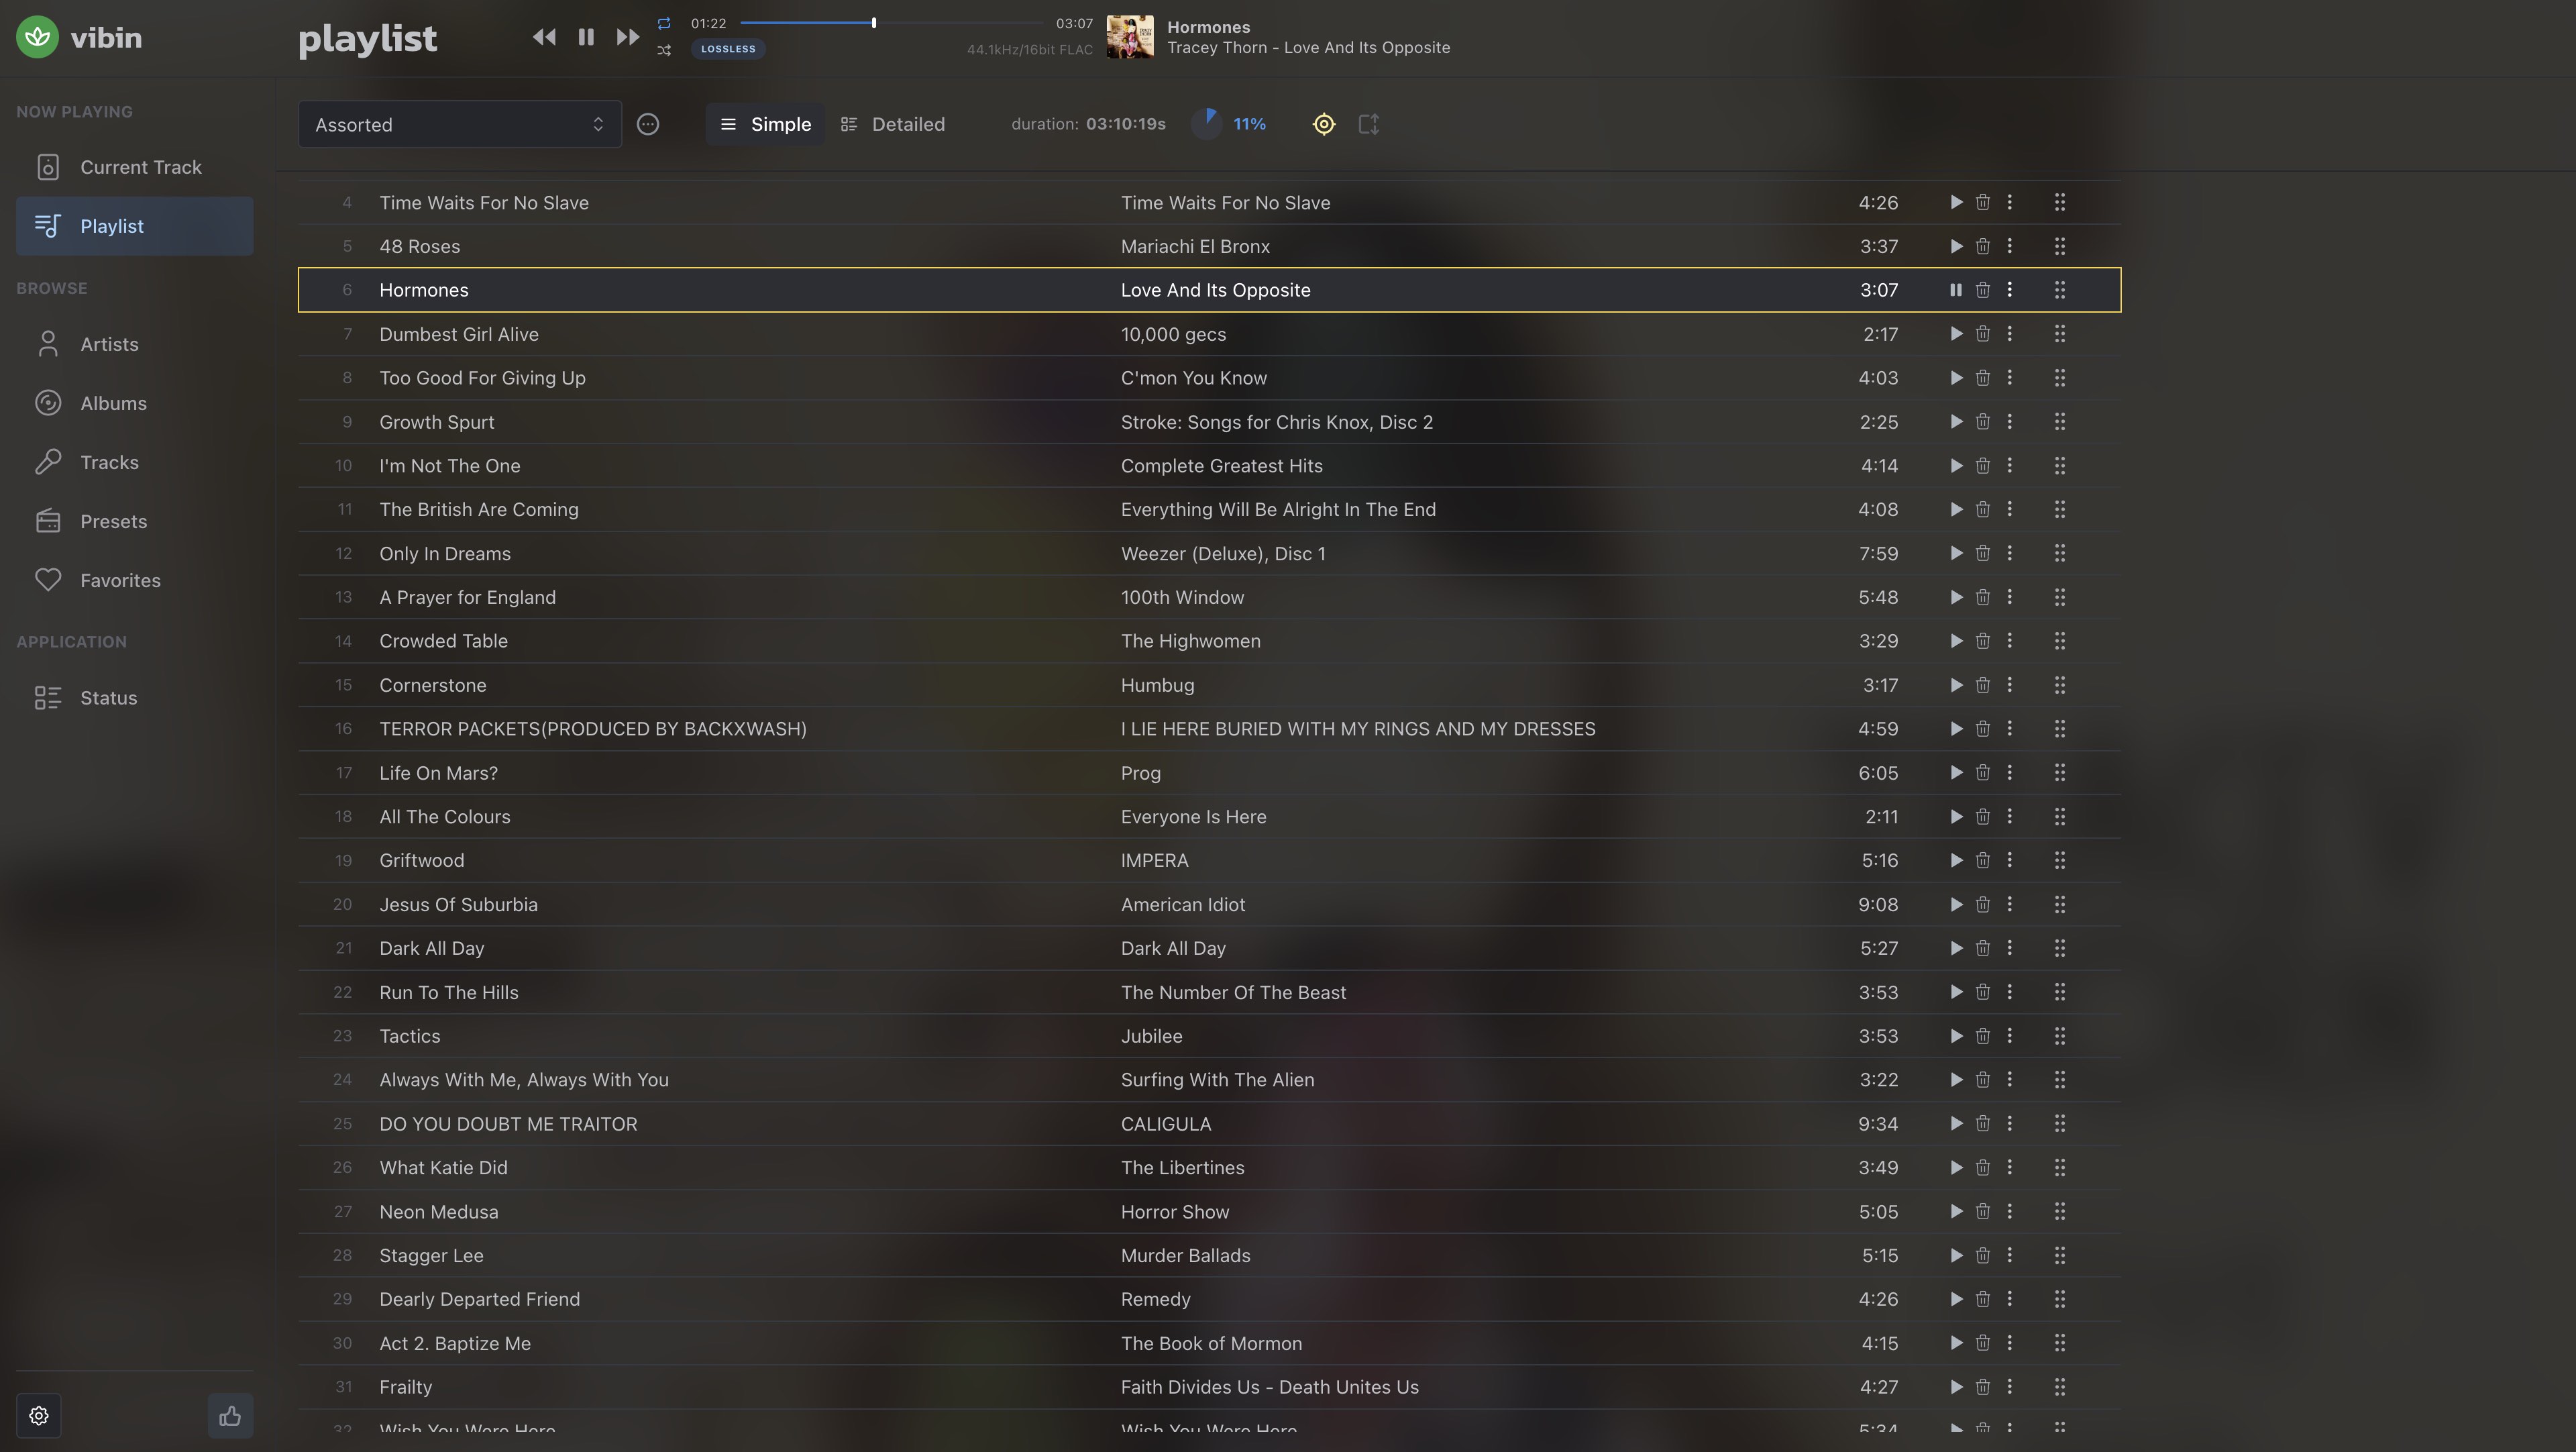 vibin
playlist
01:22 03:07
LOSSLESS 44.1kHz/16bit FLAC
Hormones
Tracey Thorn - Love And Its Opposite
NOW PLAYING
Current Track
Playlist
BROWSE
Artists
Albums
Tracks
Presets
Favorites
APPLICATION
Status
Assorted Simple Detailed duration: 03:10:19s 11%
4 Time Waits For No Slave Time Waits For No Slave 4:26
5 48 Roses Mariachi El Bronx 3:37
6 Hormones Love And Its Opposite 3:07
7 Dumbest Girl Alive 10,000 gecs 2:17
8 Too Good For Giving Up C'mon You Know 4:03
9 Growth Spurt Stroke: Songs for Chris Knox, Disc 2 2:25
10 I'm Not The One Complete Greatest Hits 4:14
11 The British Are Coming Everything Will Be Alright In The End 4:08
12 Only In Dreams Weezer (Deluxe), Disc 1 7:59
13 A Prayer for England 100th Window 5:48
14 Crowded Table The Highwomen 3:29
15 Cornerstone Humbug 3:17
16 TERROR PACKETS(PRODUCED BY BACKXWASH) I LIE HERE BURIED WITH MY RINGS AND MY DRESSES 4:59
17 Life On Mars? Prog 6:05
18 All The Colours Everyone Is Here 2:11
19 Griftwood IMPERA 5:16
20 Jesus Of Suburbia American Idiot 9:08
21 Dark All Day Dark All Day 5:27
22 Run To The Hills The Number Of The Beast 3:53
23 Tactics Jubilee 3:53
24 Always With Me, Always With You Surfing With The Alien 3:22
25 DO YOU DOUBT ME TRAITOR CALIGULA 9:34
26 What Katie Did The Libertines 3:49
27 Neon Medusa Horror Show 5:05
28 Stagger Lee Murder Ballads 5:15
29 Dearly Departed Friend Remedy 4:26
30 Act 2. Baptize Me The Book of Mormon 4:15
31 Frailty Faith Divides Us - Death Unites Us 4:27
32 Wish You Were Here Wish You Were Here 5:34